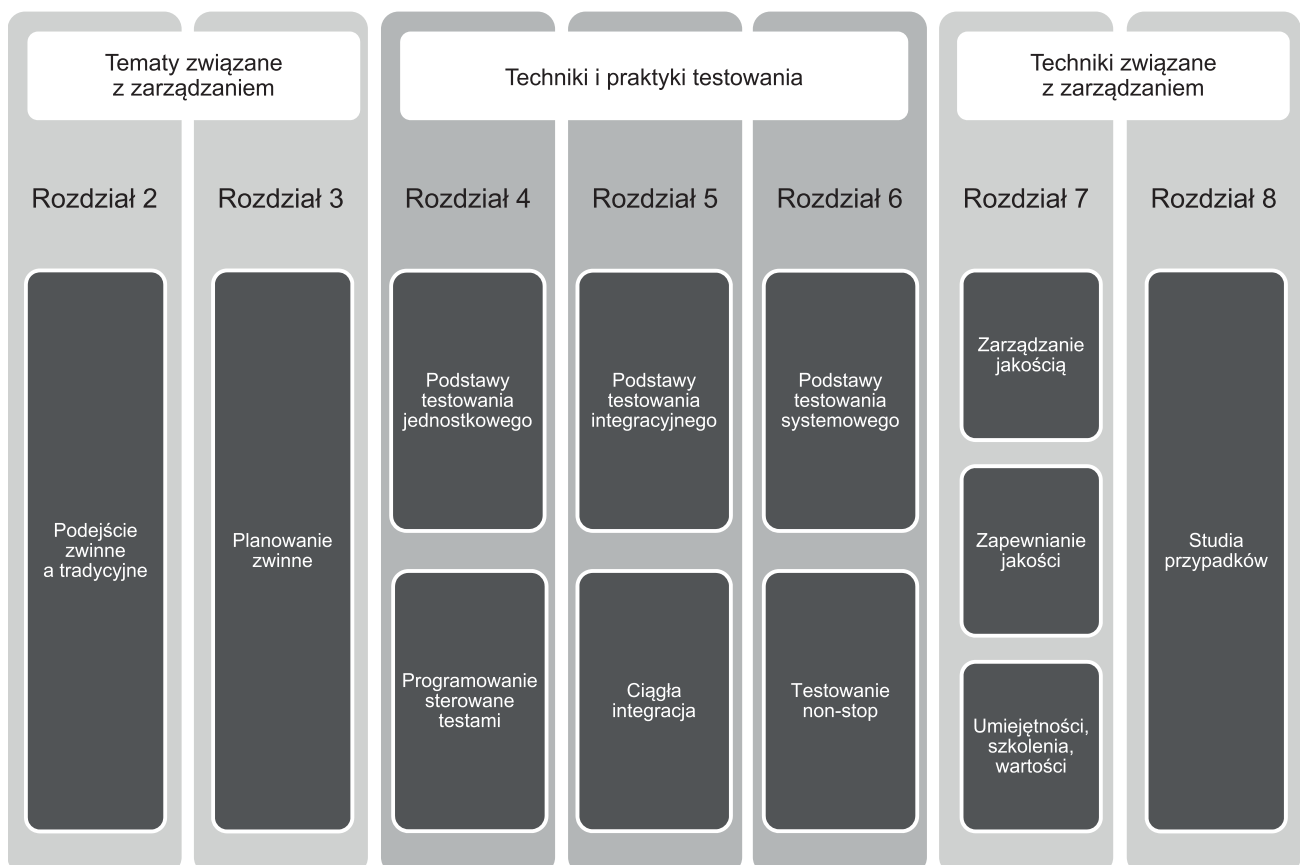 Tematy związane
z zarządzaniem
Techniki i praktyki testowania
Techniki związane
z zarządzaniem
Rozdział 2
Rozdział 3
Rozdział 4
Rozdział 5
Rozdział 6
Rozdział 7
Rozdział 8
Podejście
zwinne
a tradycyjne
Planowanie
zwinne
Podstawy
testowania
jednostkowego
Programowanie
sterowane
testami
Podstawy
testowania
integracyjnego
Ciągła
integracja
Podstawy
testowania
systemowego
Testowanie
non-stop
Zarządzanie
jakością
Zapewnianie
jakości
Umiejętności,
szkolenia,
wartości
Studia
przypadków